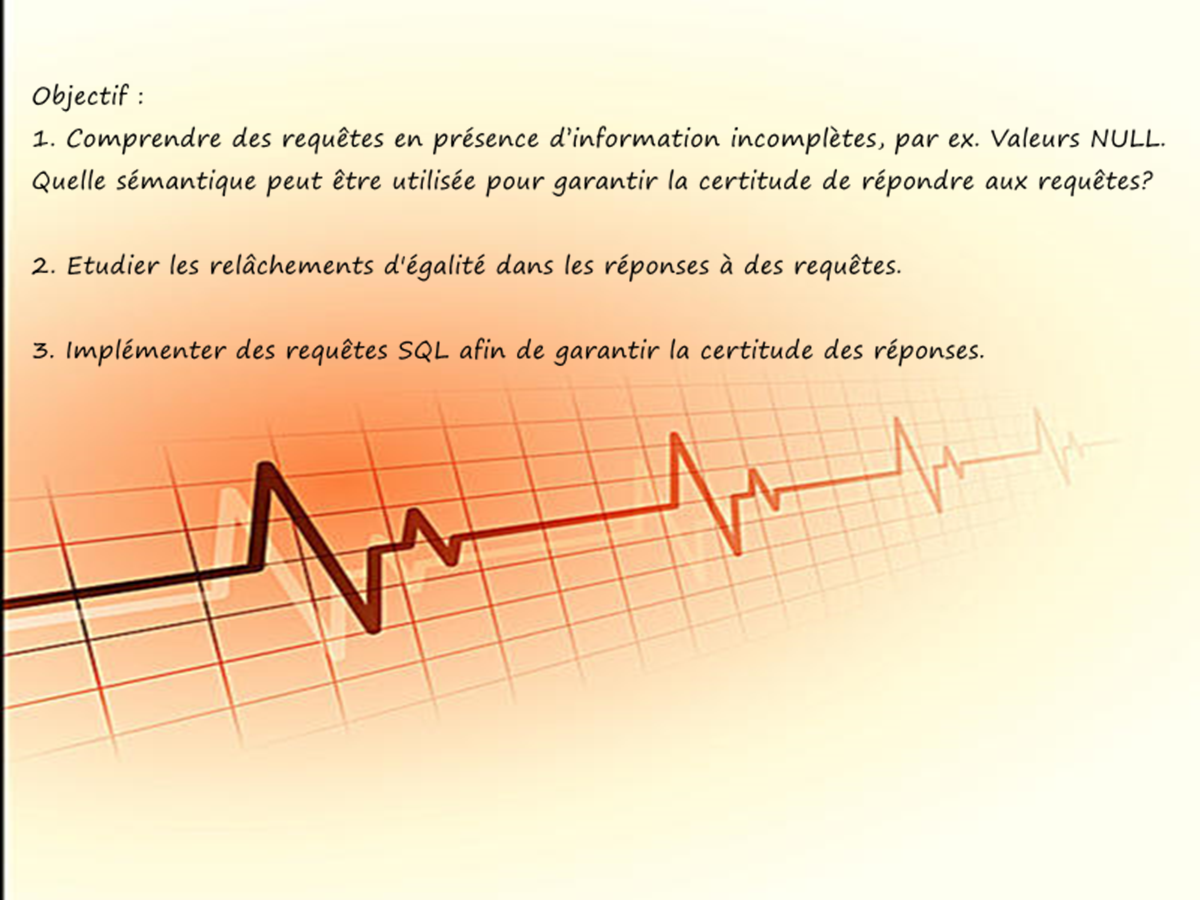 Objectif :
1. Comprendre des requêtes en présence d'information incomplètes, par ex. Valeurs NULL.
Quelle sémantique peut être utilisée pour garantir la certitude de répondre aux requêtes?
2. Etudier les relâchements d'égalité dans les réponses à des requêtes.
3. Implémenter des requêtes SQL afin de garantir la certitude des réponses.